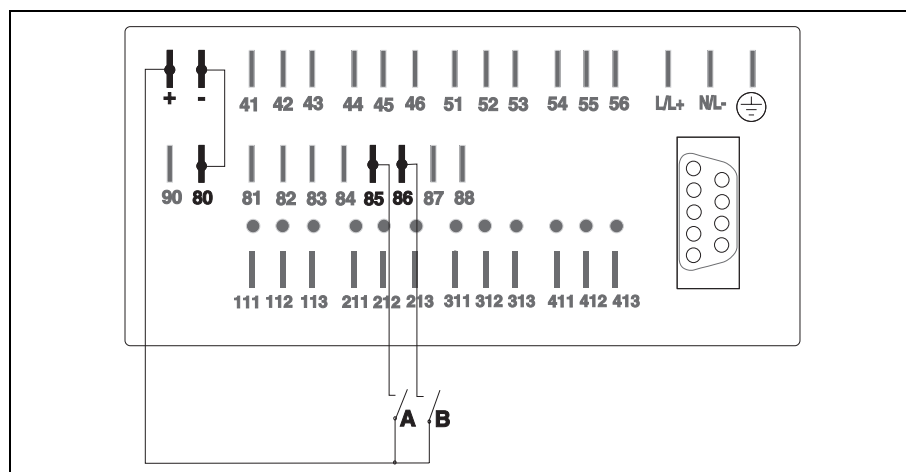 + - 41 42 43 44 45 46 51 52 53 54 55 56 L/L+ N/L-
90 80 81 82 83 84 85 86 87 88
111 112 113 211 212 213 311 312 313 411 412 413
A B